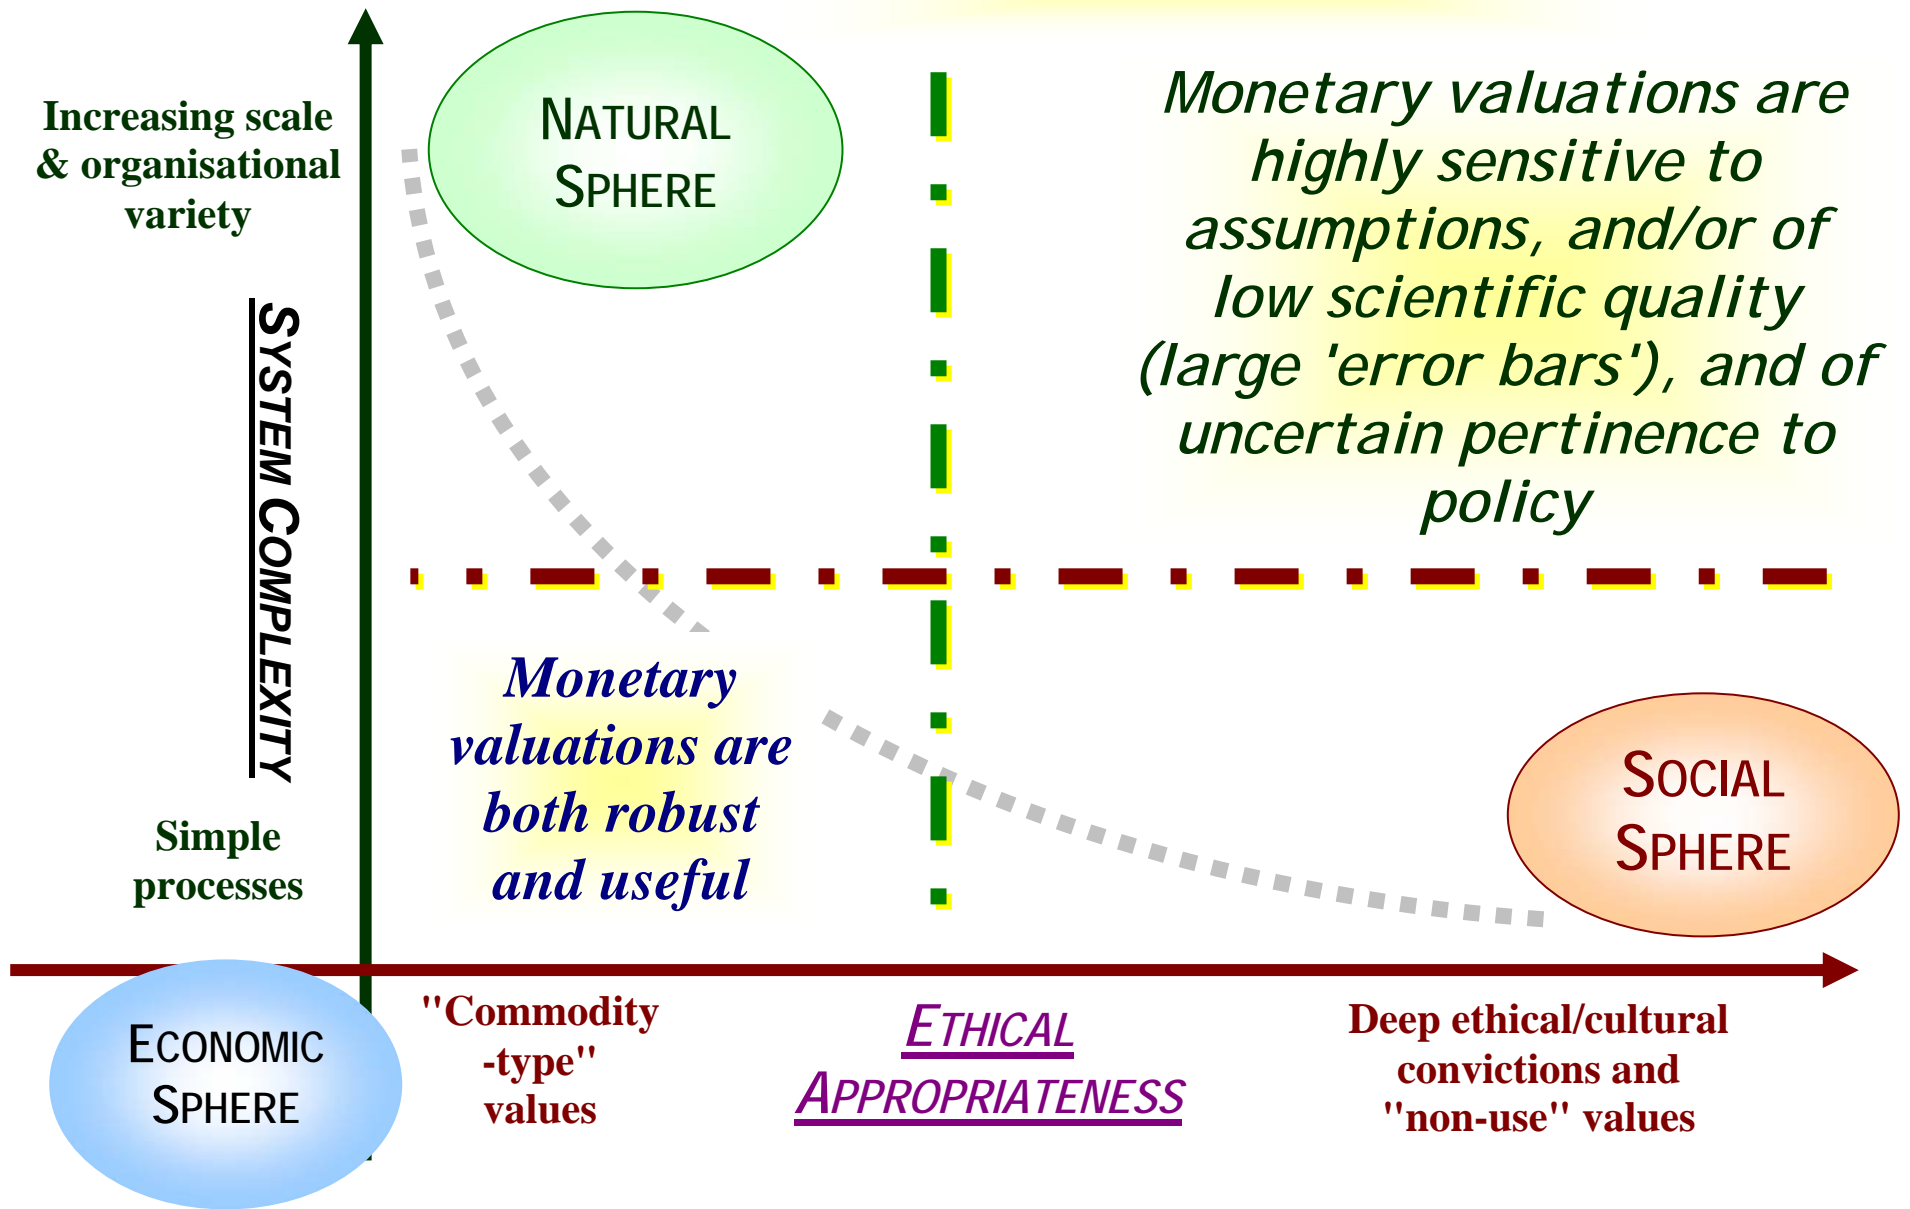 Increasing scale
& organisational
variety
NATURAL
SPHERE
Monetary valuations are
highly sensitive to
assumptions, and/or of
low scientific quality
(large 'error bars'), and of
uncertain pertinence to
policy
SYSTEM COMPLEXITY
Monetary
valuations are
both robust
and useful
SOCIAL
SPHERE
Simple
processes
ECONOMIC
SPHERE
"Commodity
-type"
values
ETHICAL
APPROPRIATENESS
Deep ethical/cultural
convictions and
"non-use" values